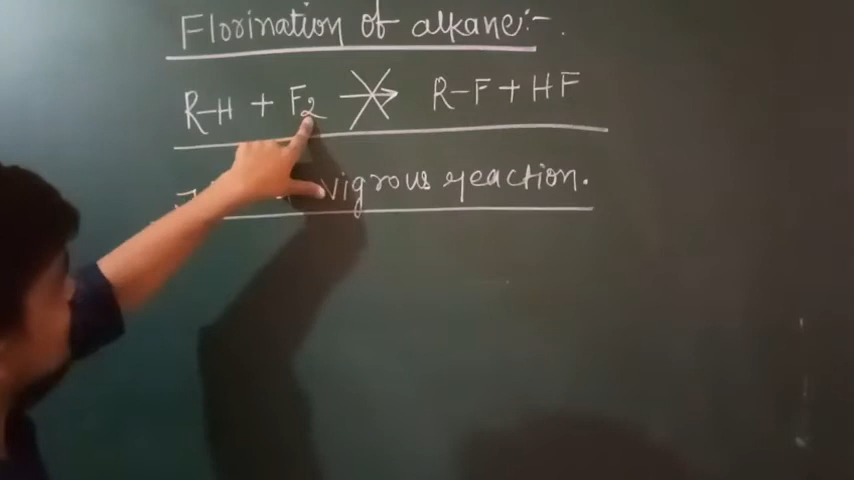 Florination of alkane:-.
R-H + F2 → R-F + HF
vigrous reaction.